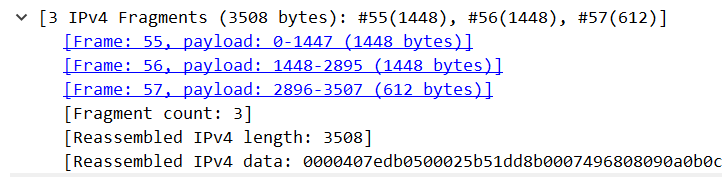 [3 IPv4 Fragments (3508 bytes): #55(1448), #56(1448), #57(612)]
[Frame: 55, payload: 0-1447 (1448 bytes)]
[Frame: 56, payload: 1448-2895 (1448 bytes)]
[Frame: 57, payload: 2896-3507 (612 bytes)]
[Fragment count: 3]
[Reassembled IPv4 length: 3508]
[Reassembled IPv4 data: 0000407edb0500025b51dd8b0007496808090a0b0c